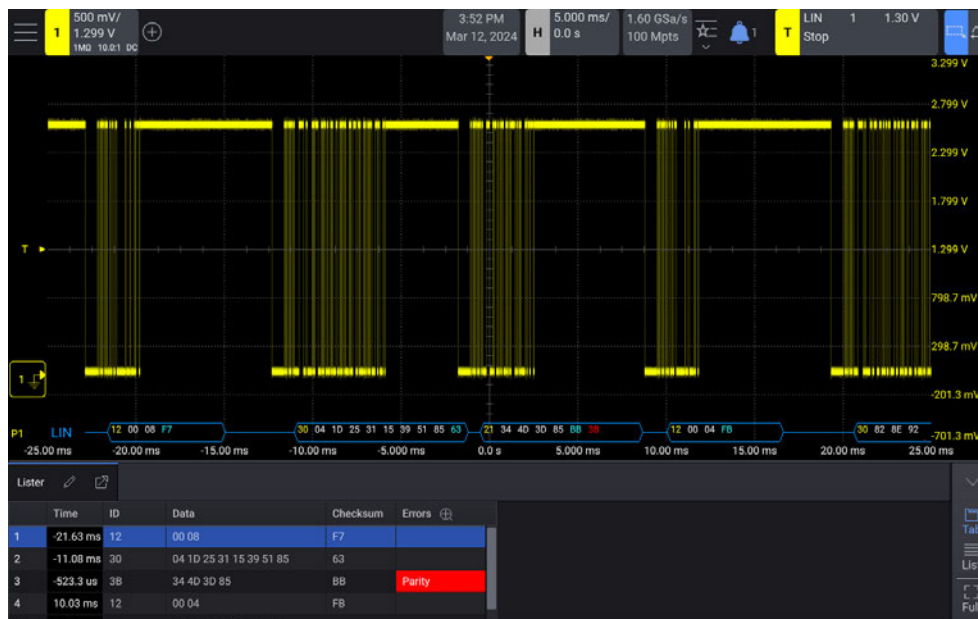 1
500 mV/
1.299 V
1MΩ 10.0:1 DC
3:52 PM
Mar 12, 2024
H
5.000 ms/
0.0 s
1.60 GSa/s
100 Mpts
1
T
LIN 1 1.30 V
Stop
3.299 V
2.799 V
2.299 V
1.799 V
T
1.299 V
798.7 mV
298.7 mV
1
-201.3 mV
P1 LIN 12 00 08 F7 30 04 1D 25 31 15 39 51 85 63 21 34 4D 3D 85 BB 3B 12 00 04 FB 30 82 8E 92
-701.3 mV
-25.00 ms -20.00 ms -15.00 ms -10.00 ms -5.000 ms 0.0 s 5.000 ms 10.00 ms 15.00 ms 20.00 ms 25.00 ms
Lister
Time ID Data Checksum Errors
1 -21.63 ms 12 00 08 F7
2 -11.08 ms 30 04 1D 25 31 15 39 51 85 63
3 -523.3 us 3B 34 4D 3D 85 BB Parity
4 10.03 ms 12 00 04 FB